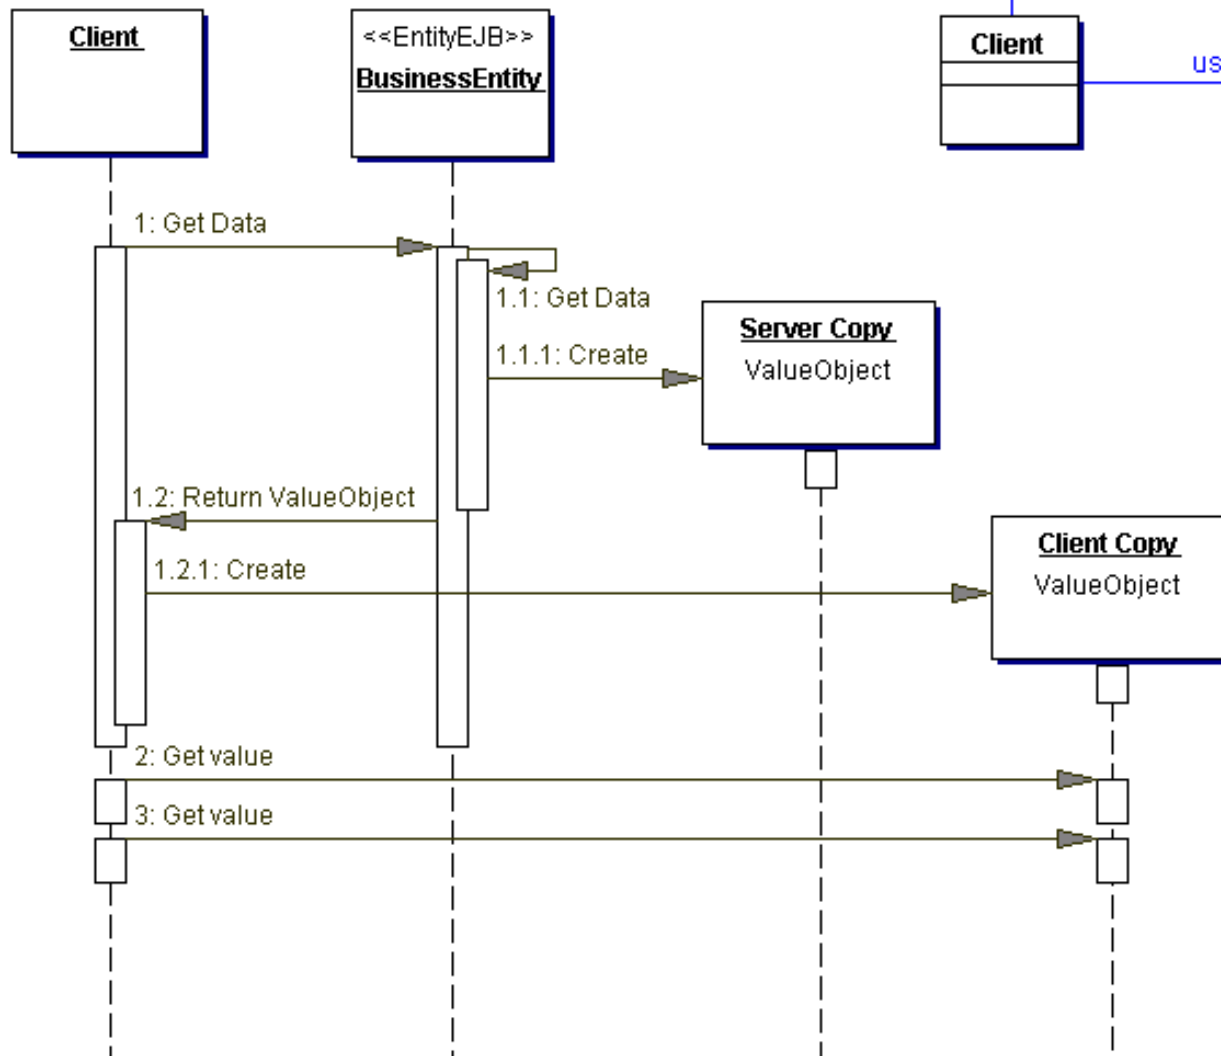 Client
<<EntityEJB>>
BusinessEntity
Client
us
1: Get Data
1.1: Get Data
1.1.1: Create
Server Copy
ValueObject
1.2: Return ValueObject
1.2.1: Create
Client Copy
ValueObject
2: Get value
3: Get value